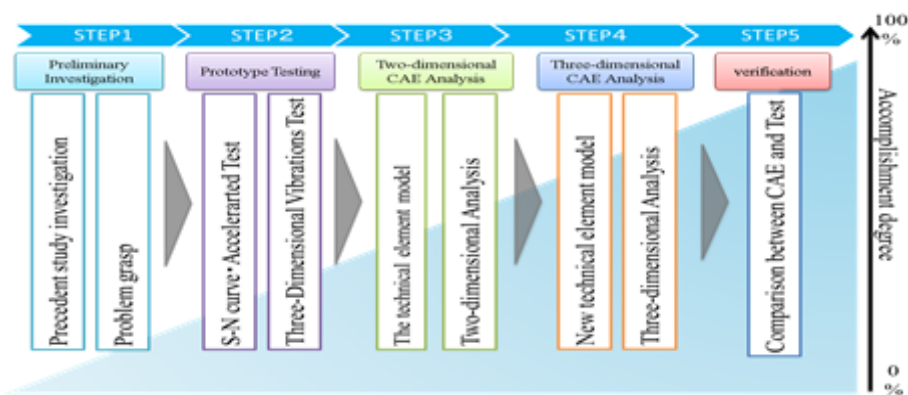 STEP1
STEP2
STEP3
STEP4
STEP5
100
%
Preliminary
Investigation
Prototype Testing
Two-dimensional
CAE Analysis
Three-dimensional
CAE Analysis
verification
Precedent study investigation
Problem grasp
S-N curve・Accelerarted Test
Three-Dimensional Vibrations Test
The technical element model
Two-dimensional Analysis
New technical element model
Three-dimensional Analysis
Comparison between CAE and Test
Accomplishment degree
0
%